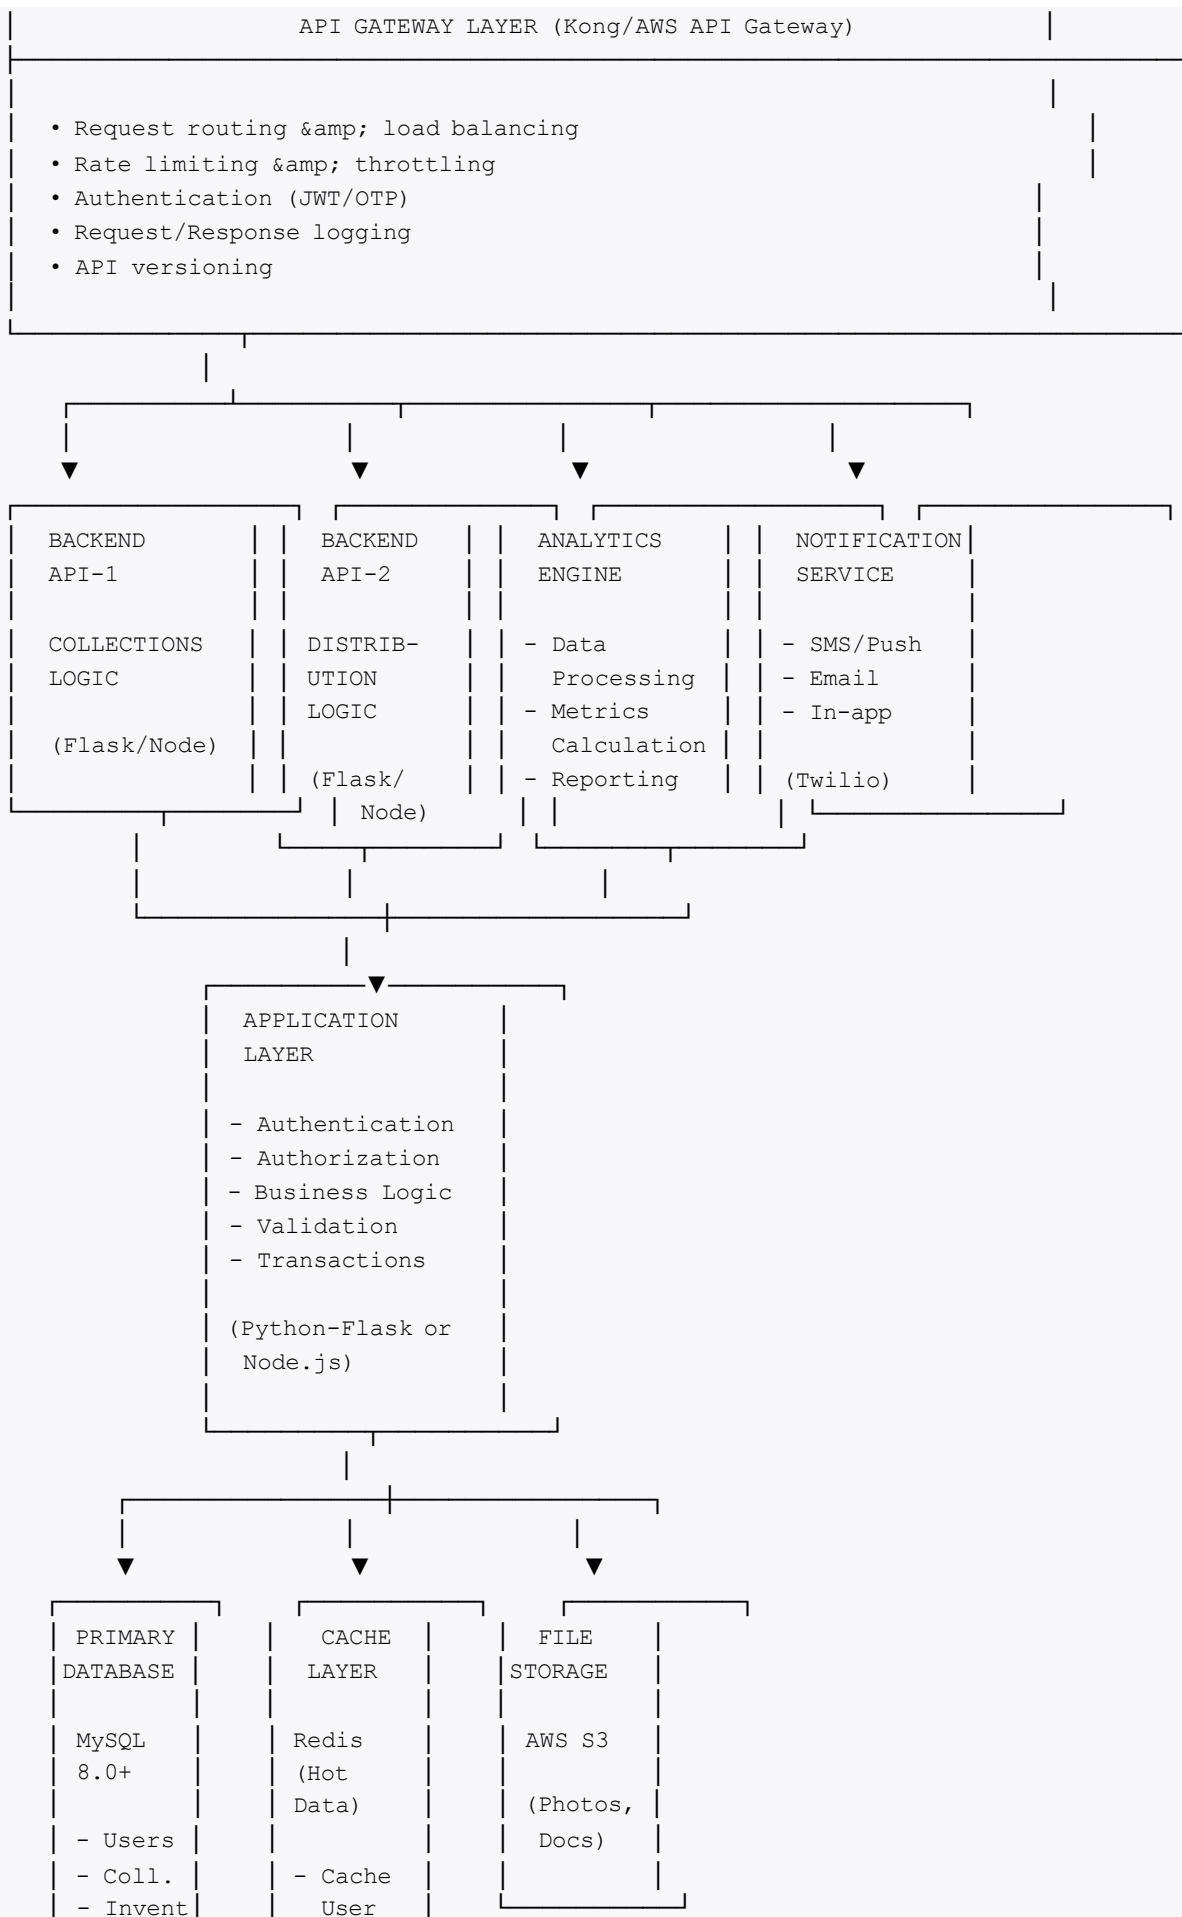 API GATEWAY LAYER (Kong/AWS API Gateway)
• Request routing &amp; load balancing
• Rate limiting &amp; throttling
• Authentication (JWT/OTP)
• Request/Response logging
• API versioning
BACKEND
API-1
COLLECTIONS
LOGIC
(Flask/Node)
BACKEND
API-2
DISTRIB-
UTION
LOGIC
(Flask/
Node)
ANALYTICS
ENGINE
- Data
Processing
- Metrics
Calculation
- Reporting
NOTIFICATION
SERVICE
- SMS/Push
- Email
- In-app
(Twilio)
APPLICATION
LAYER
- Authentication
- Authorization
- Business Logic
- Validation
- Transactions
(Python-Flask or
Node.js)
PRIMARY
DATABASE
MySQL
8.0+
- Users
- Coll.
- Invent
CACHE
LAYER
Redis
(Hot
Data)
- Cache
User
FILE
STORAGE
AWS S3
(Photos,
Docs)